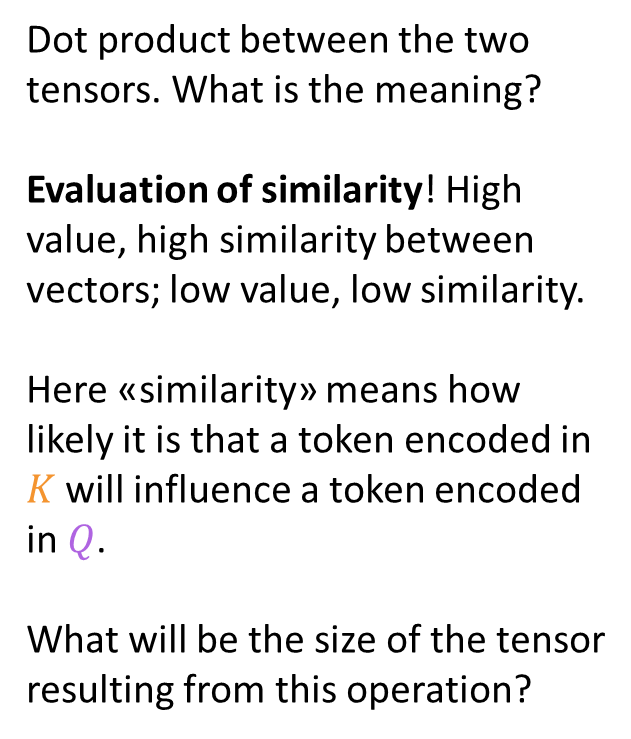 Dot product between the two
tensors. What is the meaning?
Evaluation of similarity! High
value, high similarity between
vectors; low value, low similarity.
Here «similarity» means how
likely it is that a token encoded in
K will influence a token encoded
in Q.
What will be the size of the tensor
resulting from this operation?